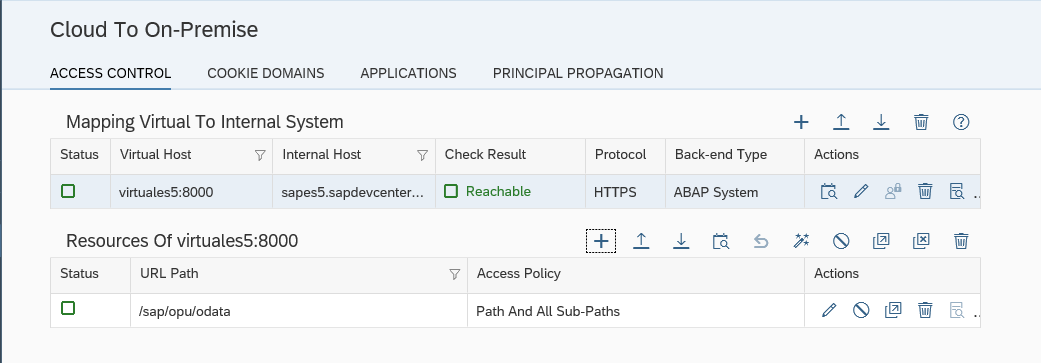 Cloud To On-Premise
ACCESS CONTROL COOKIE DOMAINS APPLICATIONS PRINCIPAL PROPAGATION
Mapping Virtual To Internal System
Status Virtual Host Internal Host Check Result Protocol Back-end Type Actions
virtuales5:8000 sapes5.sapdevcenter... Reachable HTTPS ABAP System ..
Resources Of virtuales5:8000
Status URL Path Access Policy Actions
/sap/opu/odata Path And All Sub-Paths ..